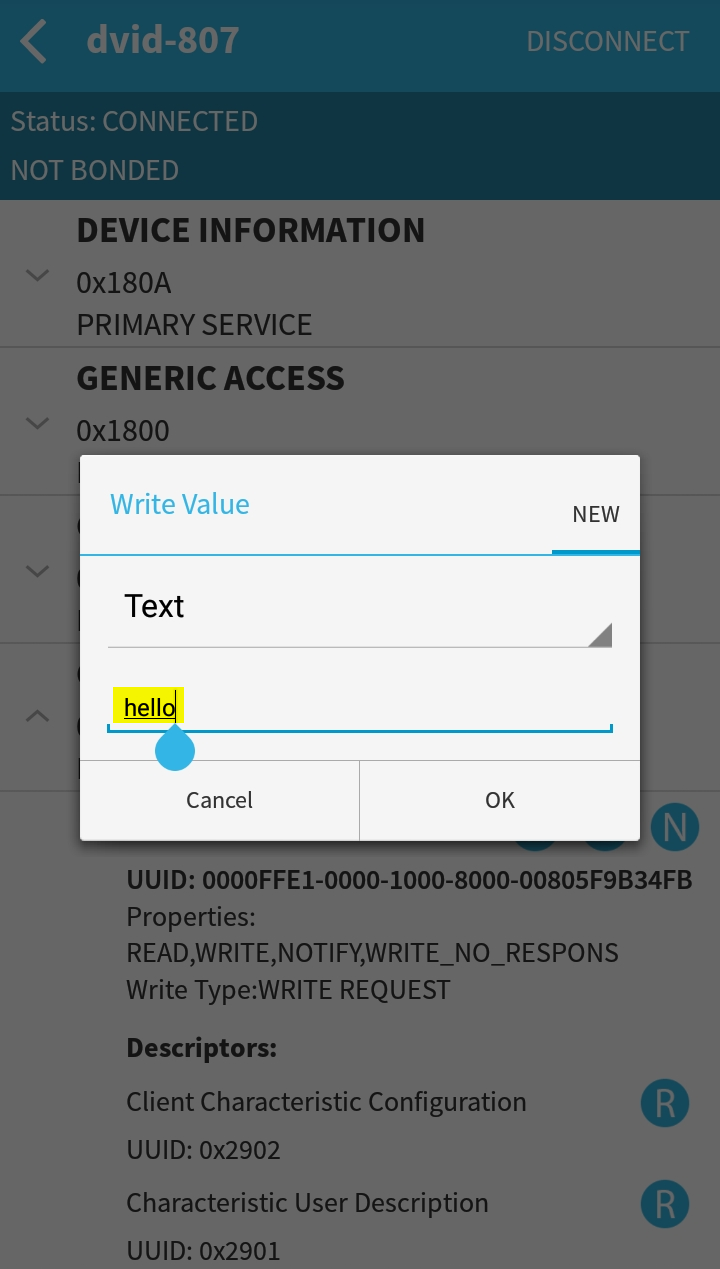 dvid-807
DISCONNECT
Status: CONNECTED
NOT BONDED
DEVICE INFORMATION
0x180A
PRIMARY SERVICE
GENERIC ACCESS
0x1800
Write Value
NEW
Text
hello
Cancel
OK
N
UUID: 0000FFE1-0000-1000-8000-00805F9B34FB
Properties:
READ,WRITE,NOTIFY,WRITE_NO_RESPONS
Write Type:WRITE REQUEST
Descriptors:
Client Characteristic Configuration
R
UUID: 0x2902
Characteristic User Description
R
UUID: 0x2901